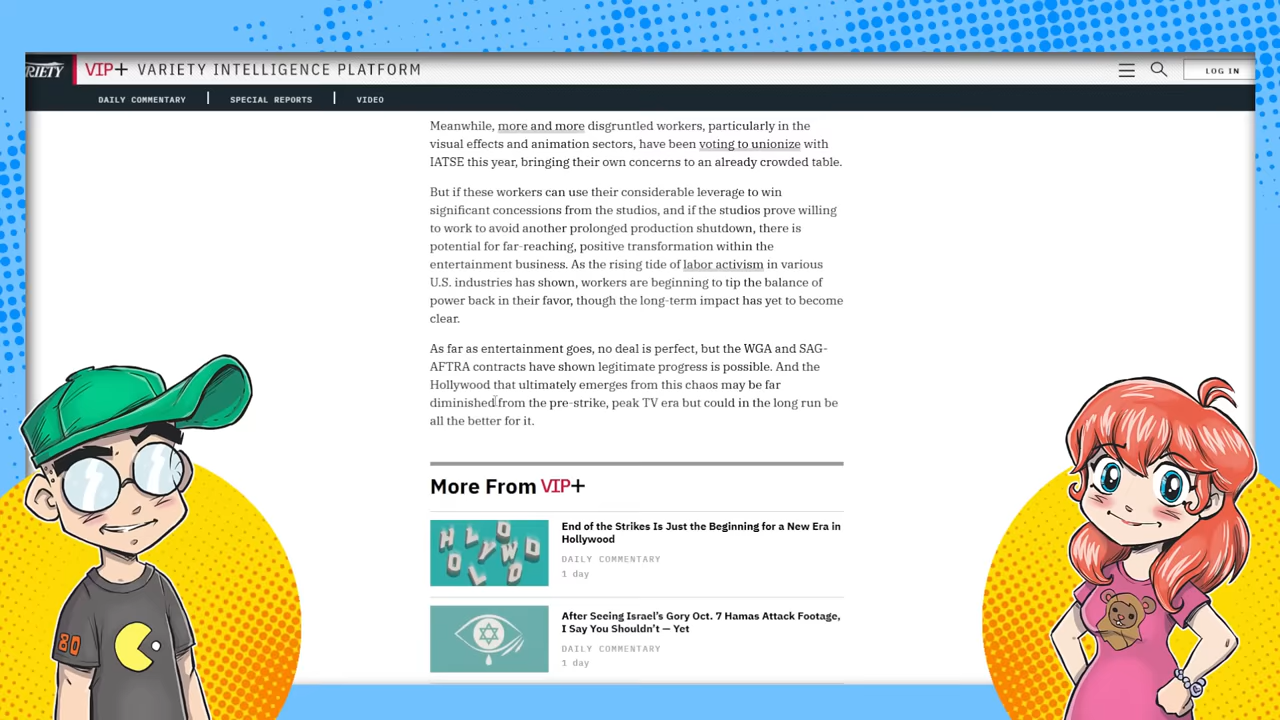 RIETY VIP+ VARIETY INTELLIGENCE PLATFORM LOG IN
DAILY COMMENTARY SPECIAL REPORTS VIDEO
Meanwhile, more and more disgruntled workers, particularly in the
visual effects and animation sectors, have been voting to unionize with
IATSE this year, bringing their own concerns to an already crowded table.
But if these workers can use their considerable leverage to win
significant concessions from the studios, and if the studios prove willing
to work to avoid another prolonged production shutdown, there is
potential for far-reaching, positive transformation within the
entertainment business. As the rising tide of labor activism in various
U.S. industries has shown, workers are beginning to tip the balance of
power back in their favor, though the long-term impact has yet to become
clear.
As far as entertainment goes, no deal is perfect, but the WGA and SAG-
AFTRA contracts have shown legitimate progress is possible. And the
Hollywood that ultimately emerges from this chaos may be far
diminished from the pre-strike, peak TV era but could in the long run be
all the better for it.
More From VIP+
HOLLYWOOD
End of the Strikes Is Just the Beginning for a New Era in
Hollywood
DAILY COMMENTARY
1 day
After Seeing Israel's Gory Oct. 7 Hamas Attack Footage,
I Say You Shouldn't — Yet
DAILY COMMENTARY
1 day
80